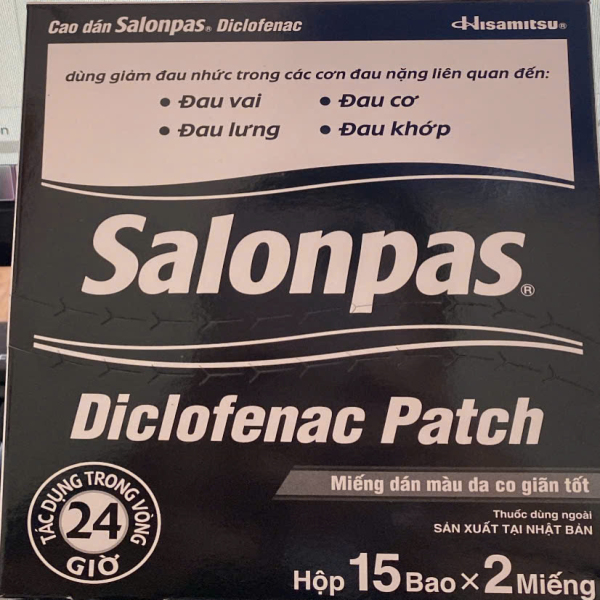 Cao dán Salonpas® Diclofenac
Hisamitsu®
dùng giảm đau nhức trong các cơn đau nặng liên quan đến:
• Đau vai • Đau cơ
• Đau lưng • Đau khớp
Salonpas®
Diclofenac Patch
Miếng dán màu da co giãn tốt
TÁC DỤNG TRONG VÒNG
24
GIỜ
Thuốc dùng ngoài
SẢN XUẤT TẠI NHẬT BẢN
Hộp 15 Bao × 2 Miếng